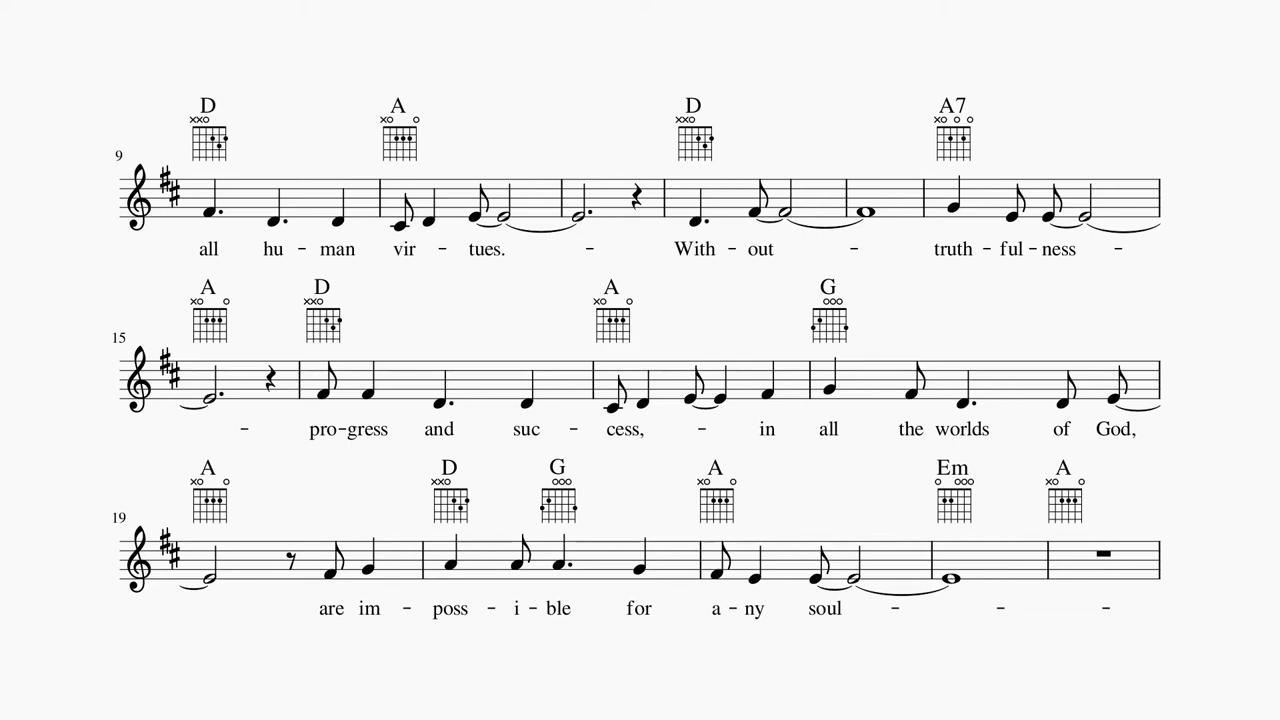 D A D A7
9
all hu - man vir - tues. - With - out - truth - ful - ness -
A D A G
15
- pro - gress and suc - cess, - in all the worlds of God,
A D G A Em A
19
are im - poss - i - ble for a - ny soul - - -